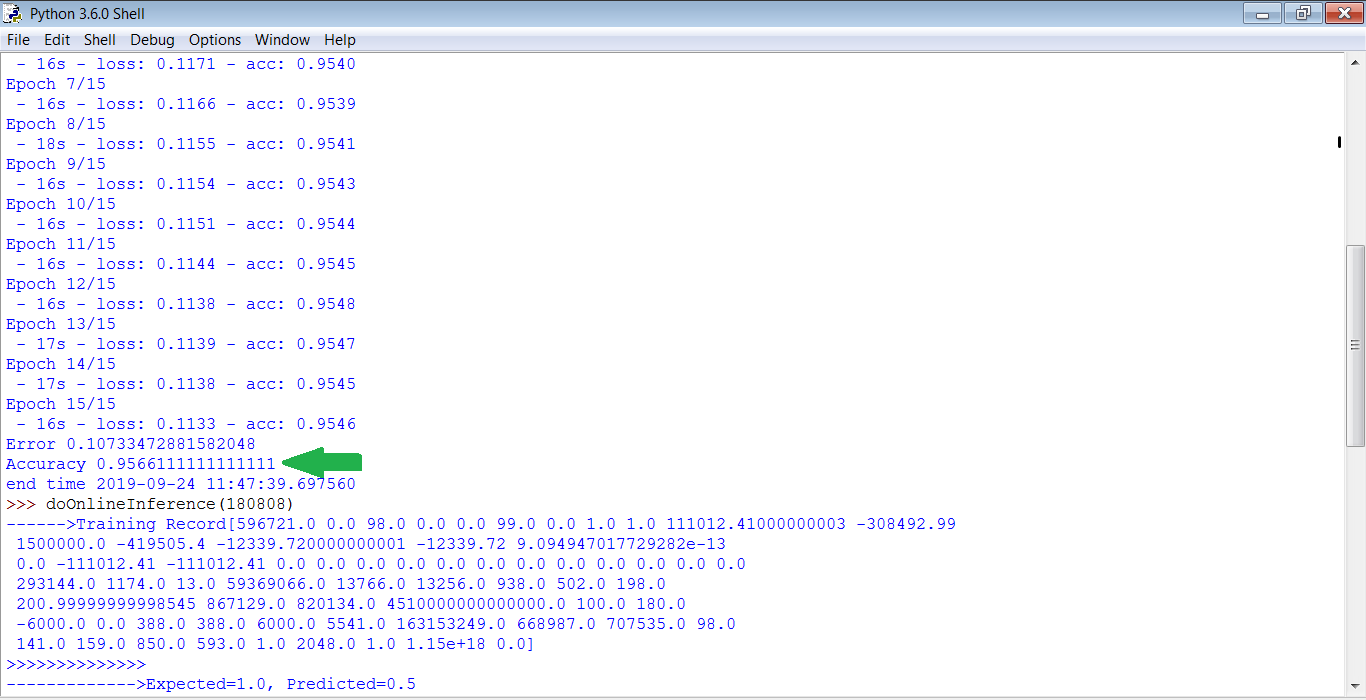 Python 3.6.0 Shell
File Edit Shell Debug Options Window Help
- 16s - loss: 0.1171 - acc: 0.9540
Epoch 7/15
- 16s - loss: 0.1166 - acc: 0.9539
Epoch 8/15
- 18s - loss: 0.1155 - acc: 0.9541
Epoch 9/15
- 16s - loss: 0.1154 - acc: 0.9543
Epoch 10/15
- 16s - loss: 0.1151 - acc: 0.9544
Epoch 11/15
- 16s - loss: 0.1144 - acc: 0.9545
Epoch 12/15
- 16s - loss: 0.1138 - acc: 0.9548
Epoch 13/15
- 17s - loss: 0.1139 - acc: 0.9547
Epoch 14/15
- 17s - loss: 0.1138 - acc: 0.9545
Epoch 15/15
- 16s - loss: 0.1133 - acc: 0.9546
Error 0.10733472881582048
Accuracy 0.9566111111111111
end time 2019-09-24 11:47:39.697560
>>> doOnlineInference(180808)
------>Training Record[596721.0 0.0 98.0 0.0 0.0 99.0 0.0 1.0 1.0 111012.41000000003 -308492.99
1500000.0 -419505.4 -12339.720000000001 -12339.72 9.094947017729282e-13
0.0 -111012.41 -111012.41 0.0 0.0 0.0 0.0 0.0 0.0 0.0 0.0 0.0 0.0 0.0 0.0
293144.0 1174.0 13.0 59369066.0 13766.0 13256.0 938.0 502.0 198.0
200.99999999998545 867129.0 820134.0 4510000000000000.0 100.0 180.0
-6000.0 0.0 388.0 388.0 6000.0 5541.0 163153249.0 668987.0 707535.0 98.0
141.0 159.0 850.0 593.0 1.0 2048.0 1.0 1.15e+18 0.0]
>>>>>>>>>>>>>>
------------->Expected=1.0, Predicted=0.5